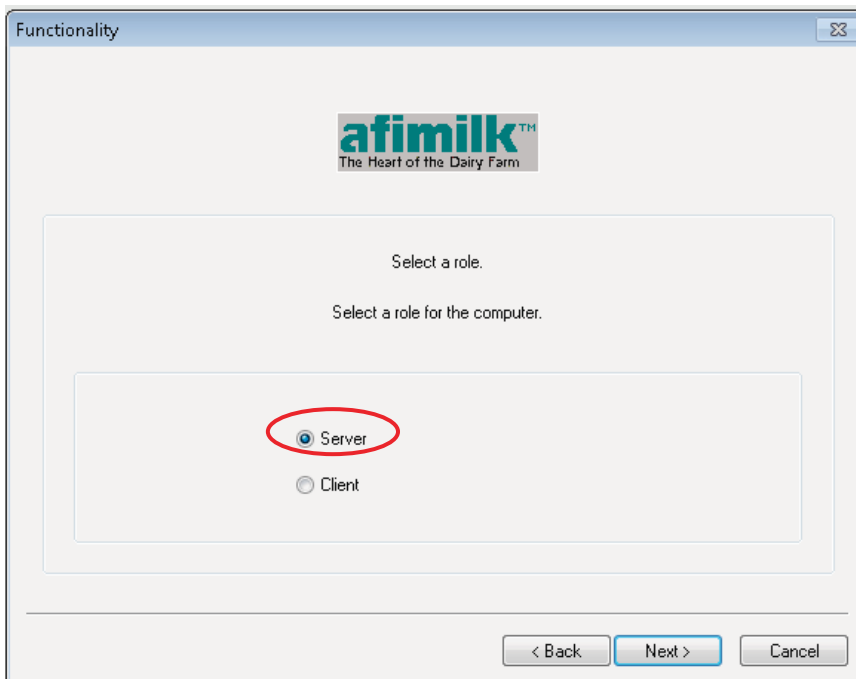 Functionality
afimilk™
The Heart of the Dairy Farm
Select a role.
Select a role for the computer.
Server
Client
< Back Next > Cancel